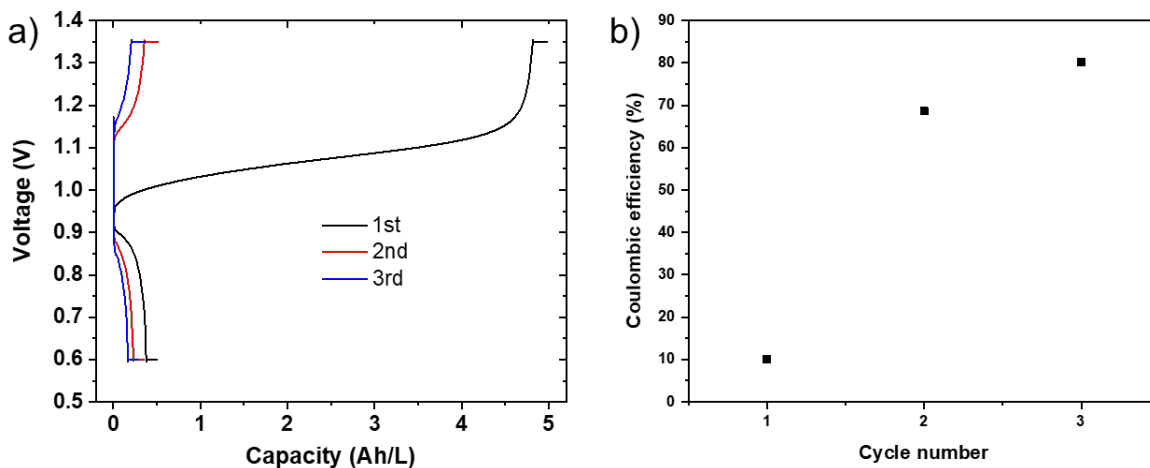 a)
1.4
1.3
1.2
1.1
1.0
0.9
0.8
0.7
0.6
0.5
Voltage (V)
1st
2nd
3rd
0 1 2 3 4 5
Capacity (Ah/L)
b)
90
80
70
60
50
40
30
20
10
0
Coulombic efficiency (%)
1 2 3
Cycle number